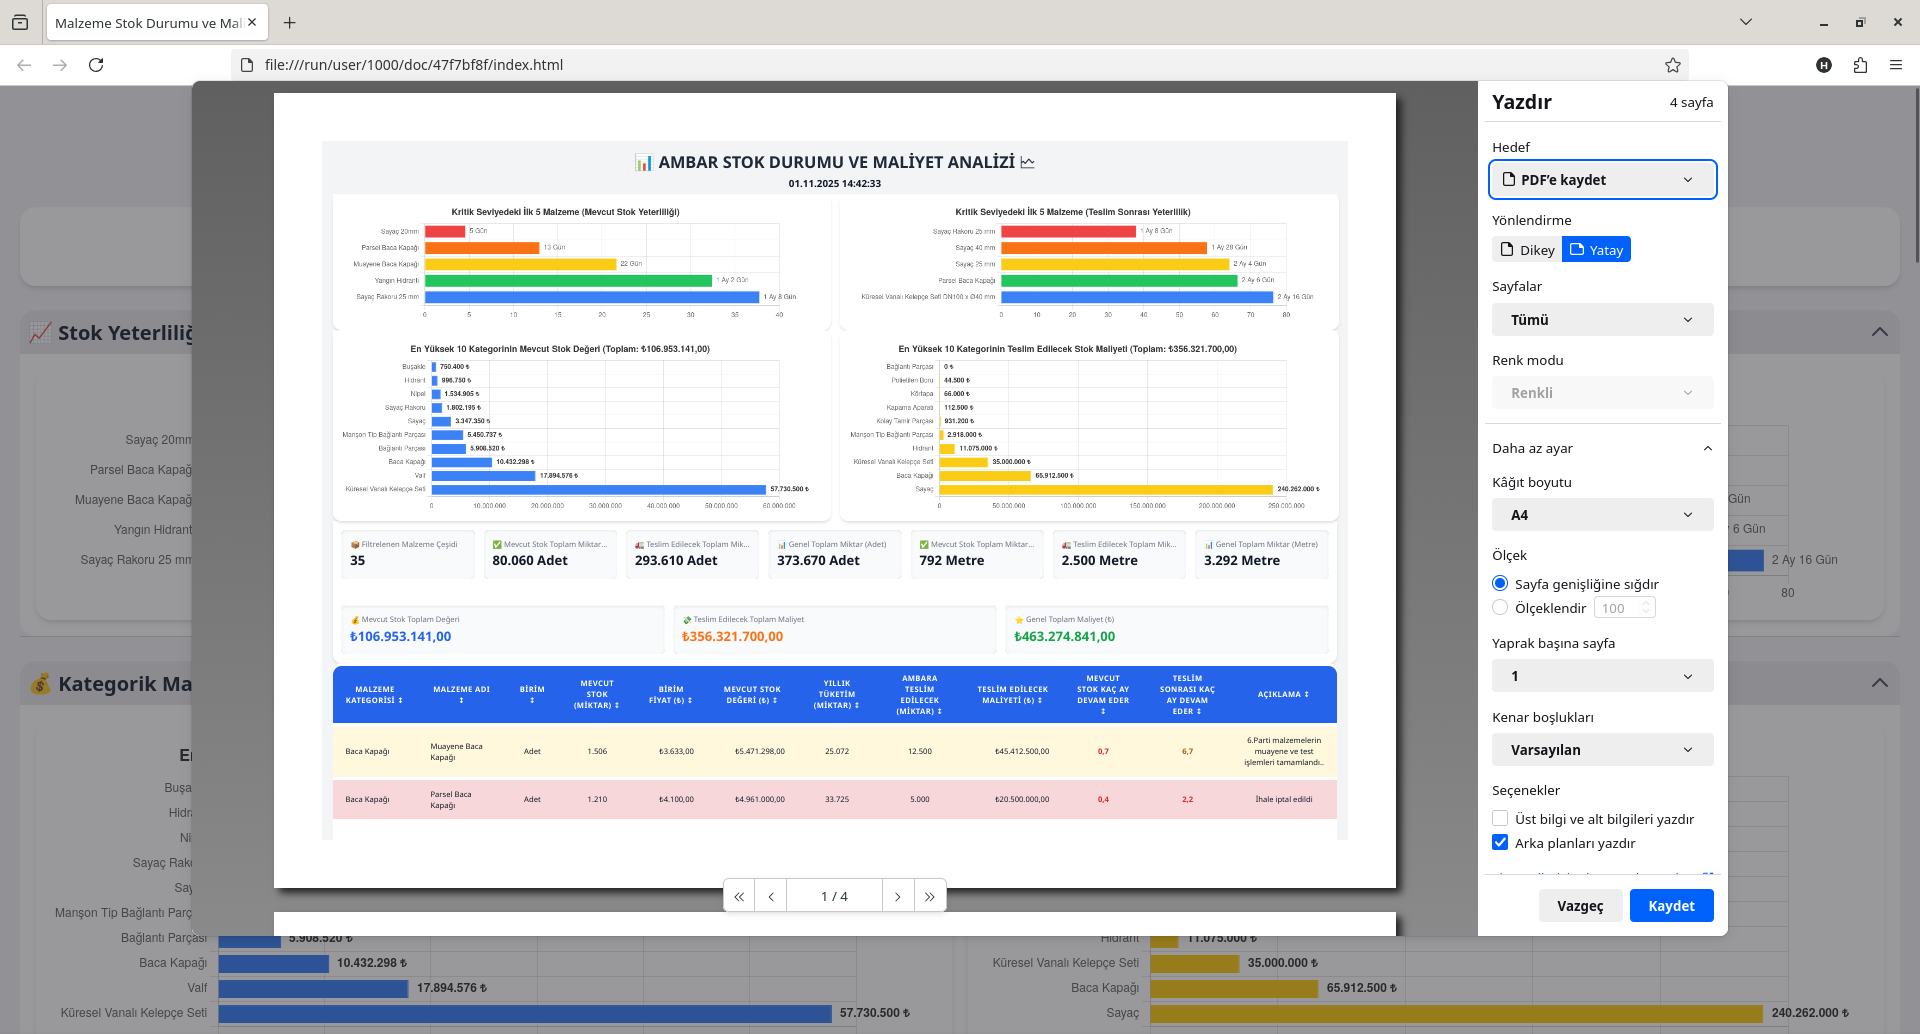 Malzeme Stok Durumu ve Mal
file:///run/user/1000/doc/47f7bf8f/index.html
H
AMBAR STOK DURUMU VE MALİYET ANALİZİ
01.11.2025 14:42:33
Kritik Seviyedeki İlk 5 Malzeme (Mevcut Stok Yeterliliği)
Sayaç 20mm 5 Gün
Parsel Baca Kapağı 13 Gün
Muayene Baca Kapağı 22 Gün
Yangın Hidrantı 1 Ay 2 Gün
Sayaç Rakoru 25 mm 1 Ay 8 Gün
0 5 10 15 20 25 30 35 40
Kritik Seviyedeki İlk 5 Malzeme (Teslim Sonrası Yeterlilik)
Sayaç Rakoru 25 mm 1 Ay 8 Gün
Sayaç 40 mm 1 Ay 28 Gün
Sayaç 25 mm 2 Ay 4 Gün
Parsel Baca Kapağı 2 Ay 6 Gün
Küresel Vanalı Kelepçe Seti DN100 x Ø40 mm 2 Ay 16 Gün
0 10 20 30 40 50 60 70 80
En Yüksek 10 Kategorinin Mevcut Stok Değeri (Toplam: ₺106.953.141,00)
Buşakle 750.400 ₺
Hidrant 996.750 ₺
Nipel 1.534.905 ₺
Sayaç Rakoru 1.802.195 ₺
Sayaç 3.347.350 ₺
Manşon Tip Bağlantı Parçası 5.450.737 ₺
Bağlantı Parçası 5.908.520 ₺
Baca Kapağı 10.432.298 ₺
Valf 17.894.576 ₺
Küresel Vanalı Kelepçe Seti 57.730.500 ₺
0 10.000.000 20.000.000 30.000.000 40.000.000 50.000.000 60.000.000
En Yüksek 10 Kategorinin Teslim Edilecek Stok Maliyeti (Toplam: ₺356.321.700,00)
Bağlantı Parçası 0 ₺
Polietilen Boru 44.500 ₺
Körtapa 66.000 ₺
Kapama Aparatı 112.500 ₺
Kolay Tamir Parçası 931.200 ₺
Manşon Tip Bağlantı Parçası 2.918.000 ₺
Hidrant 11.075.000 ₺
Küresel Vanalı Kelepçe Seti 35.000.000 ₺
Baca Kapağı 65.912.500 ₺
Sayaç 240.262.000 ₺
0 50.000.000 100.000.000 150.000.000 200.000.000 250.000.000
Filtrelenen Malzeme Çeşidi
35
Mevcut Stok Toplam Miktar...
80.060 Adet
Teslim Edilecek Toplam Mik...
293.610 Adet
Genel Toplam Miktar (Adet)
373.670 Adet
Mevcut Stok Toplam Miktar...
792 Metre
Teslim Edilecek Toplam Mik...
2.500 Metre
Genel Toplam Miktar (Metre)
3.292 Metre
Mevcut Stok Toplam Değeri
₺106.953.141,00
Teslim Edilecek Toplam Maliyet
₺356.321.700,00
Genel Toplam Maliyet (₺)
₺463.274.841,00
MALZEME KATEGORİSİ ↕
MALZEME ADI ↕
BİRİM ↕
MEVCUT STOK (MİKTAR) ↕
BİRİM FİYAT (₺) ↕
MEVCUT STOK DEĞERİ (₺) ↕
YILLIK TÜKETİM (MİKTAR) ↕
AMBARA TESLİM EDİLECEK (MİKTAR) ↕
TESLİM EDİLECEK MALİYETİ (₺) ↕
MEVCUT STOK KAÇ AY DEVAM EDER ↕
TESLİM SONRASI KAÇ AY DEVAM EDER ↕
AÇIKLAMA ↕
Baca Kapağı Muayene Baca Kapağı Adet 1.506 ₺3.633,00 ₺5.471.298,00 25.072 12.500 ₺45.412.500,00 0,7 6,7 6.Parti malzemelerin muayene ve test işlemleri tamamlandı..
Baca Kapağı Parsel Baca Kapağı Adet 1.210 ₺4.100,00 ₺4.961.000,00 33.725 5.000 ₺20.500.000,00 0,4 2,2 İhale iptal edildi
1 / 4
Yazdır 4 sayfa
Hedef
PDF'e kaydet
Yönlendirme
Dikey Yatay
Sayfalar
Tümü
Renk modu
Renkli
Daha az ayar
Kâğıt boyutu
A4
Ölçek
Sayfa genişliğine sığdır
Ölçeklendir 100
Yaprak başına sayfa
1
Kenar boşlukları
Varsayılan
Seçenekler
Üst bilgi ve alt bilgileri yazdır
Arka planları yazdır
Vazgeç Kaydet
Stok Yeterliliğ
Sayaç 20mm
Parsel Baca Kapağ
Muayene Baca Kapağ
Yangın Hidrant
Sayaç Rakoru 25 mm
Gün
6 Gün
2 Ay 16 Gün
80
Kategorik Ma
E
Buşa
Hidra
Ni
Sayaç Rako
Say
Manşon Tip Bağlantı Parç
Bağlantı Parçası 5.908.520 ₺
Baca Kapağı 10.432.298 ₺
Valf 17.894.576 ₺
Küresel Vanalı Kelepçe Seti 57.730.500 ₺
Hidrant 11.075.000 ₺
Küresel Vanalı Kelepçe Seti 35.000.000 ₺
Baca Kapağı 65.912.500 ₺
Sayaç 240.262.000 ₺